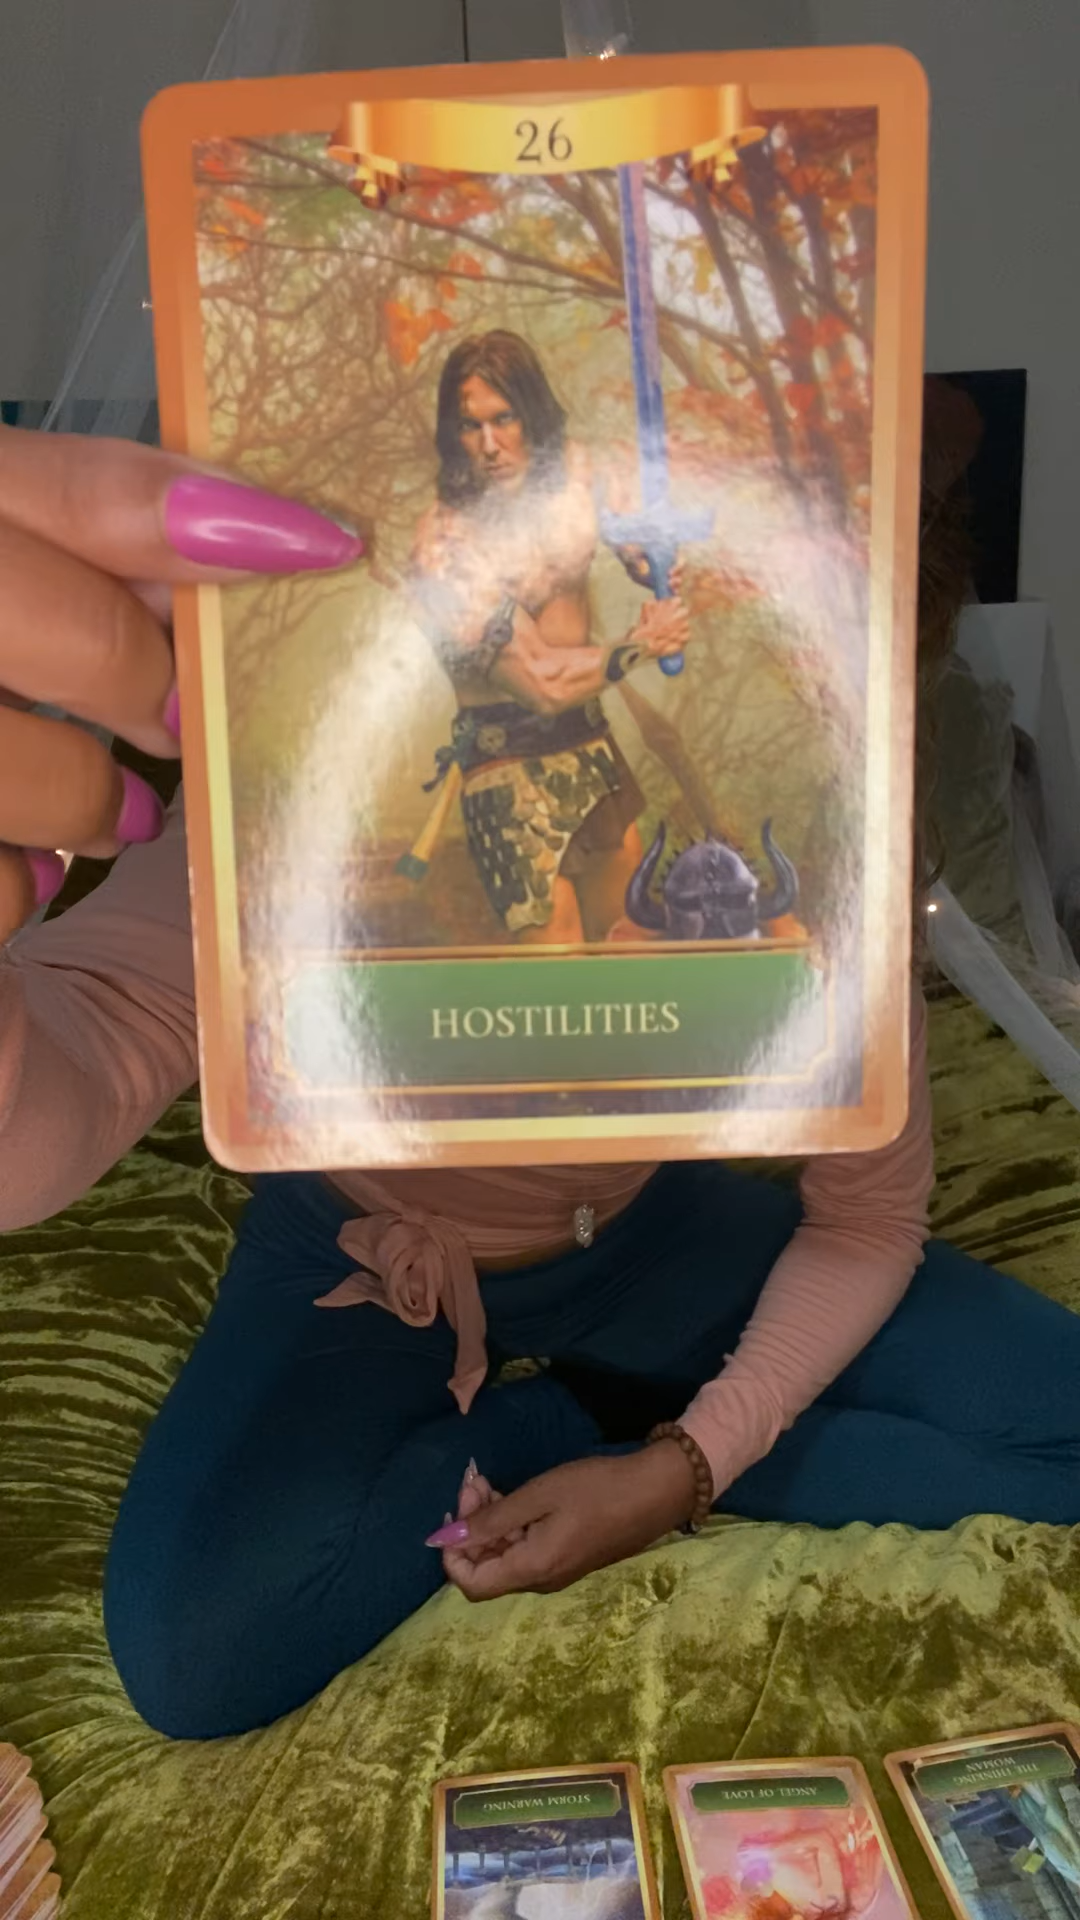 26
HOSTILITIES
STORM WARNING
ANGEL OF LOVE
THE THINKING
WOMAN